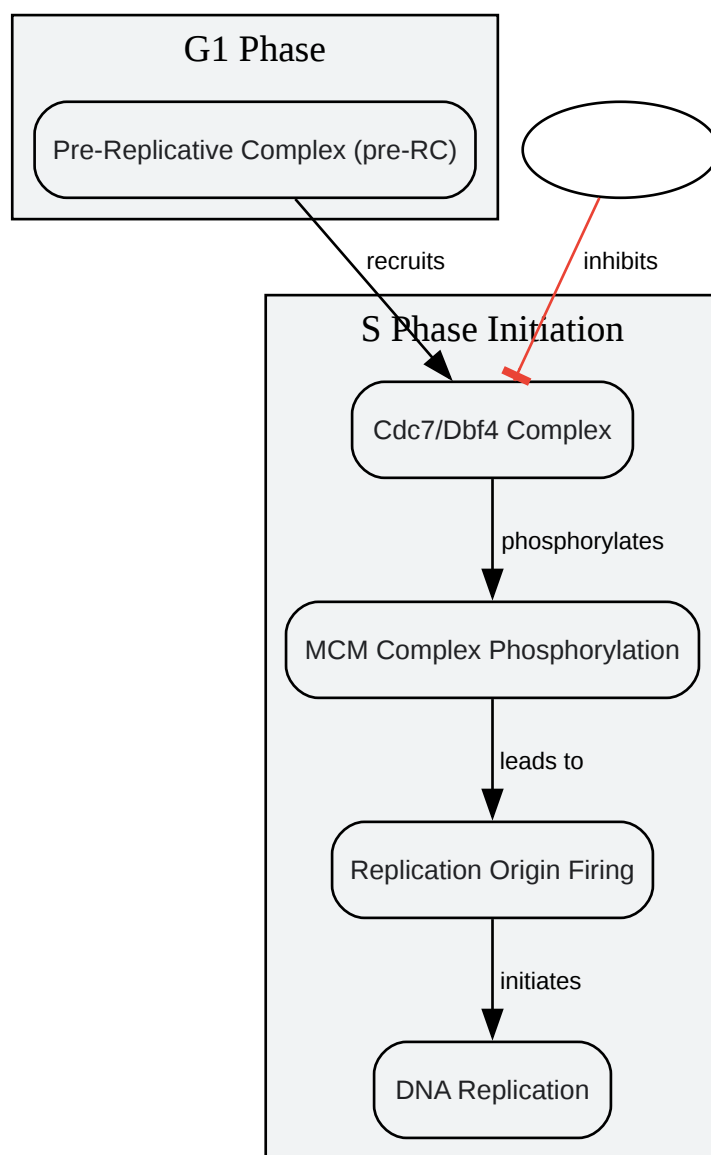 G1 Phase
Pre-Replicative Complex (pre-RC)
recruits
inhibits
S Phase Initiation
Cdc7/Dbf4 Complex
phosphorylates
MCM Complex Phosphorylation
leads to
Replication Origin Firing
initiates
DNA Replication